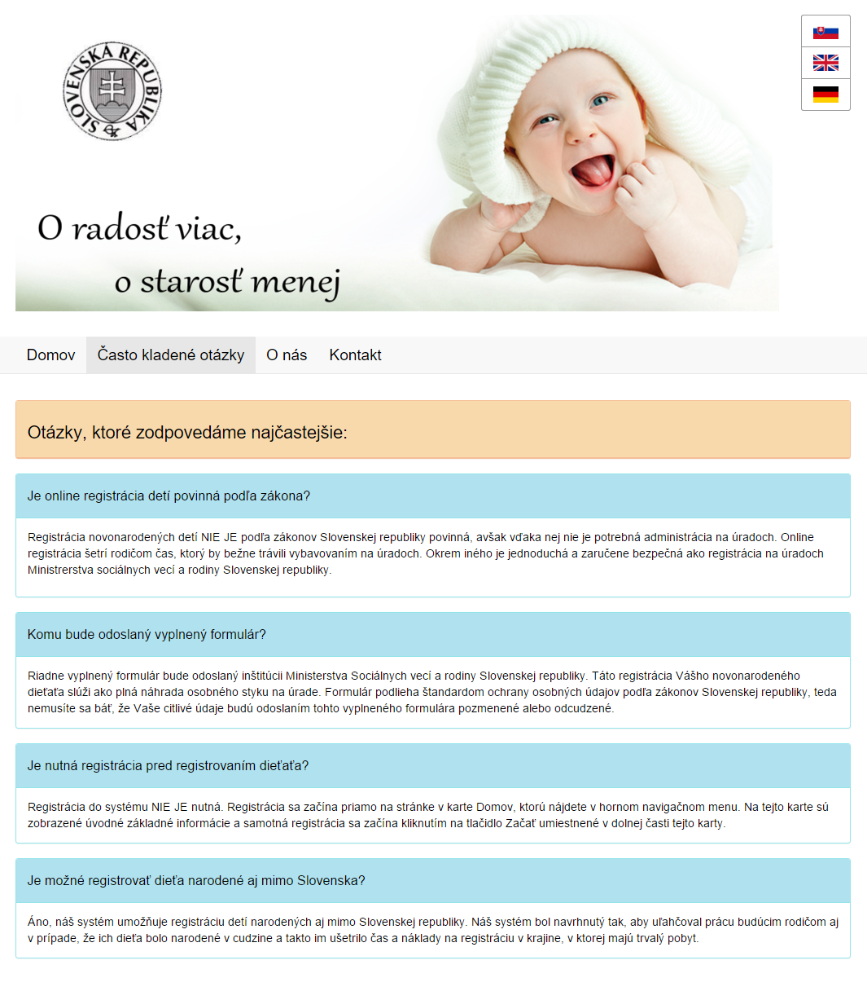 SLOVENSKÁ REPUBLIKA
O radosť viac,
o starosť menej
Domov
Často kladené otázky
O nás
Kontakt
Otázky, ktoré zodpovedáme najčastejšie:
Je online registrácia detí povinná podľa zákona?
Registrácia novonarodených detí NIE JE podľa zákonov Slovenskej republiky povinná, avšak vďaka nej nie je potrebná administrácia na úradoch. Online
registrácia šetrí rodičom čas, ktorý by bežne trávili vybavovaním na úradoch. Okrem iného je jednoduchá a zaručene bezpečná ako registrácia na úradoch
Ministrerstva sociálnych vecí a rodiny Slovenskej republiky.
Komu bude odoslaný vyplnený formulár?
Riadne vyplnený formulár bude odoslaný inštitúcii Ministerstva Sociálnych vecí a rodiny Slovenskej republiky. Táto registrácia Vášho novonarodeného
dieťaťa slúži ako plná náhrada osobného styku na úrade. Formulár podlieha štandardom ochrany osobných údajov podľa zákonov Slovenskej republiky, teda
nemusíte sa báť, že Vaše citlivé údaje budú odoslaním tohto vyplneného formulára pozmenené alebo odcudzené.
Je nutná registrácia pred registrovaním dieťaťa?
Registrácia do systému NIE JE nutná. Registrácia sa začína priamo na stránke v karte Domov, ktorú nájdete v hornom navigačnom menu. Na tejto karte sú
zobrazené úvodné základné informácie a samotná registrácia sa začína kliknutím na tlačidlo Začať umiestnené v dolnej časti tejto karty.
Je možné registrovať dieťa narodené aj mimo Slovenska?
Áno, náš systém umožňuje registráciu detí narodených aj mimo Slovenskej republiky. Náš systém bol navrhnutý tak, aby uľahčoval prácu budúcim rodičom aj
v prípade, že ich dieťa bolo narodené v cudzine a takto im ušetrilo čas a náklady na registráciu v krajine, v ktorej majú trvalý pobyt.